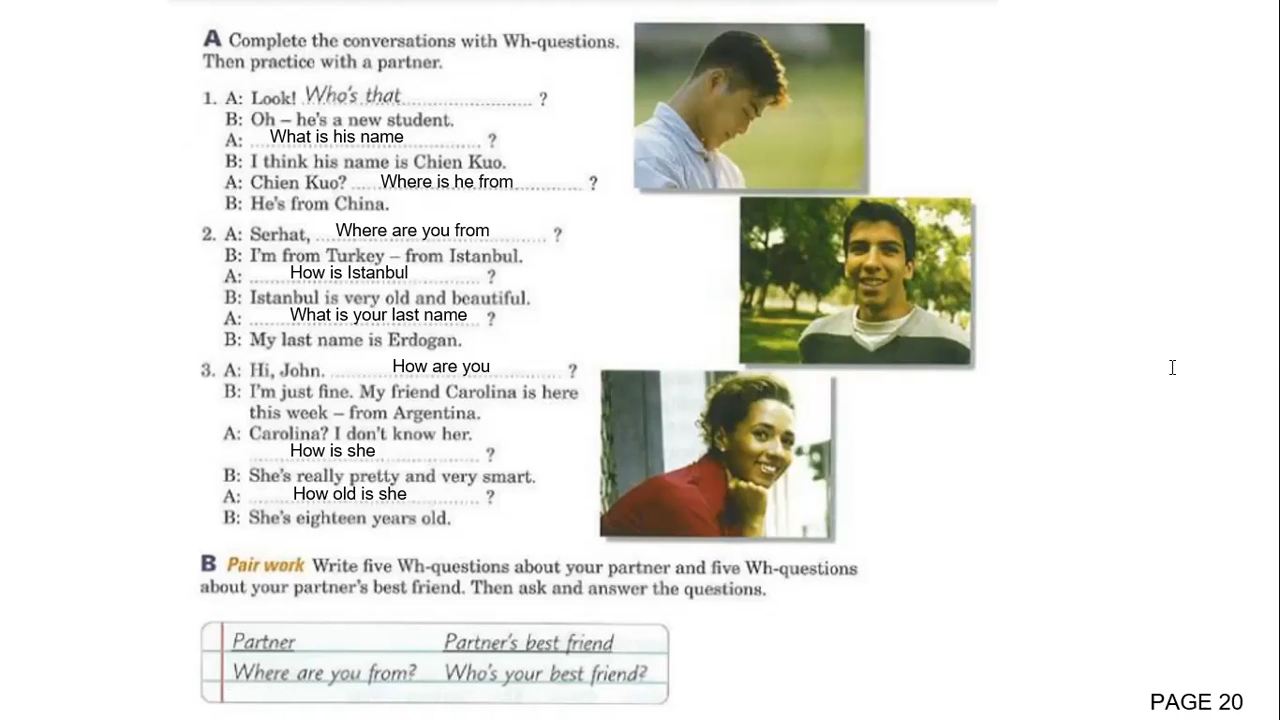 A Complete the conversations with Wh-questions.
Then practice with a partner.
1. A: Look! Who's that ?
B: Oh – he's a new student.
A: What is his name ?
B: I think his name is Chien Kuo.
A: Chien Kuo? Where is he from ?
B: He's from China.
2. A: Serhat, Where are you from ?
B: I'm from Turkey – from Istanbul.
A: How is Istanbul ?
B: Istanbul is very old and beautiful.
A: What is your last name ?
B: My last name is Erdogan.
3. A: Hi, John. How are you ?
B: I'm just fine. My friend Carolina is here
this week – from Argentina.
A: Carolina? I don't know her.
How is she ?
B: She's really pretty and very smart.
A: How old is she ?
B: She's eighteen years old.
B Pair work Write five Wh-questions about your partner and five Wh-questions
about your partner's best friend. Then ask and answer the questions.
Partner Partner's best friend
Where are you from? Who's your best friend?
PAGE 20